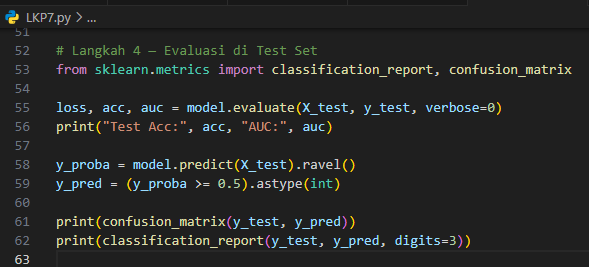 LKP7.py > ...
51
52 # Langkah 4 — Evaluasi di Test Set
53 from sklearn.metrics import classification_report, confusion_matrix
54
55 loss, acc, auc = model.evaluate(X_test, y_test, verbose=0)
56 print("Test Acc:", acc, "AUC:", auc)
57
58 y_proba = model.predict(X_test).ravel()
59 y_pred = (y_proba >= 0.5).astype(int)
60
61 print(confusion_matrix(y_test, y_pred))
62 print(classification_report(y_test, y_pred, digits=3))
63